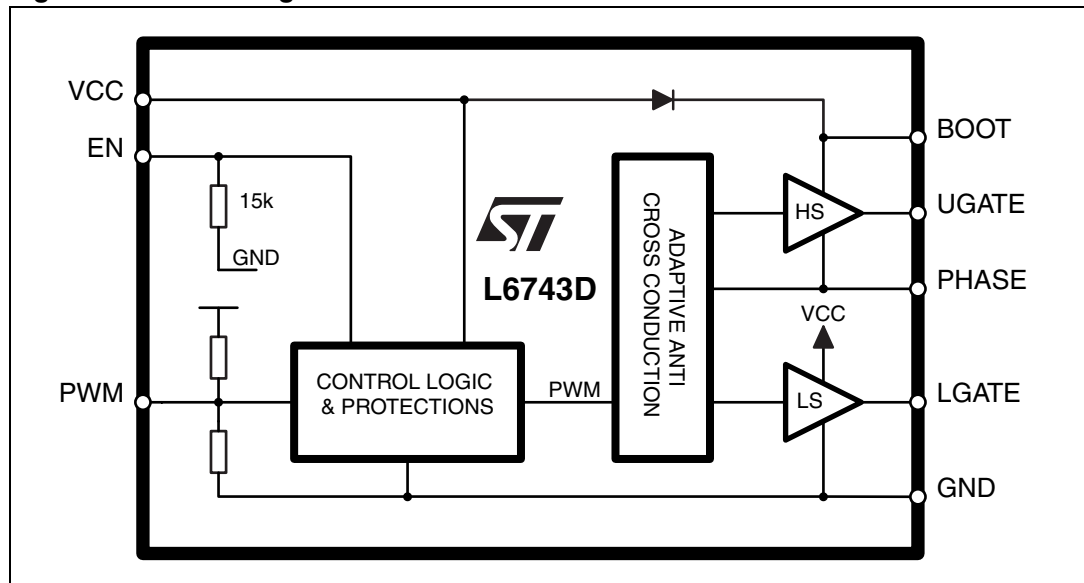 VCC
EN
15k
GND
PWM
ST
L6743D
CONTROL LOGIC
& PROTECTIONS
PWM
ADAPTIVE ANTI
CROSS CONDUCTION
HS
VCC
LS
BOOT
UGATE
PHASE
LGATE
GND